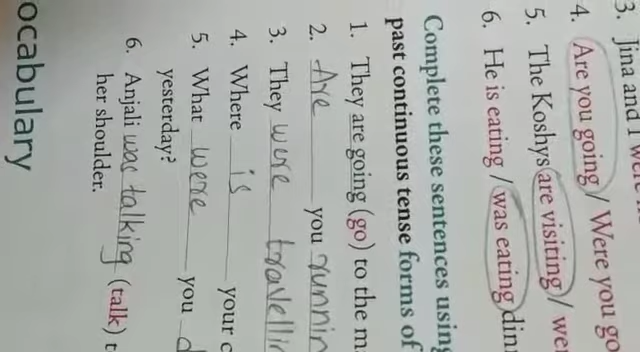 3. Jina and I
4. Are you going / Were you go
5. The Koshys are visiting / we
6. He is eating / was eating din
Complete these sentences using
past continuous tense forms of
1. They are going (go) to the m
2. Are you runnin
3. They were travelli
4. Where is your c
5. What were you d
yesterday?
6. Anjali was talking (talk) t
her shoulder.
ocabulary